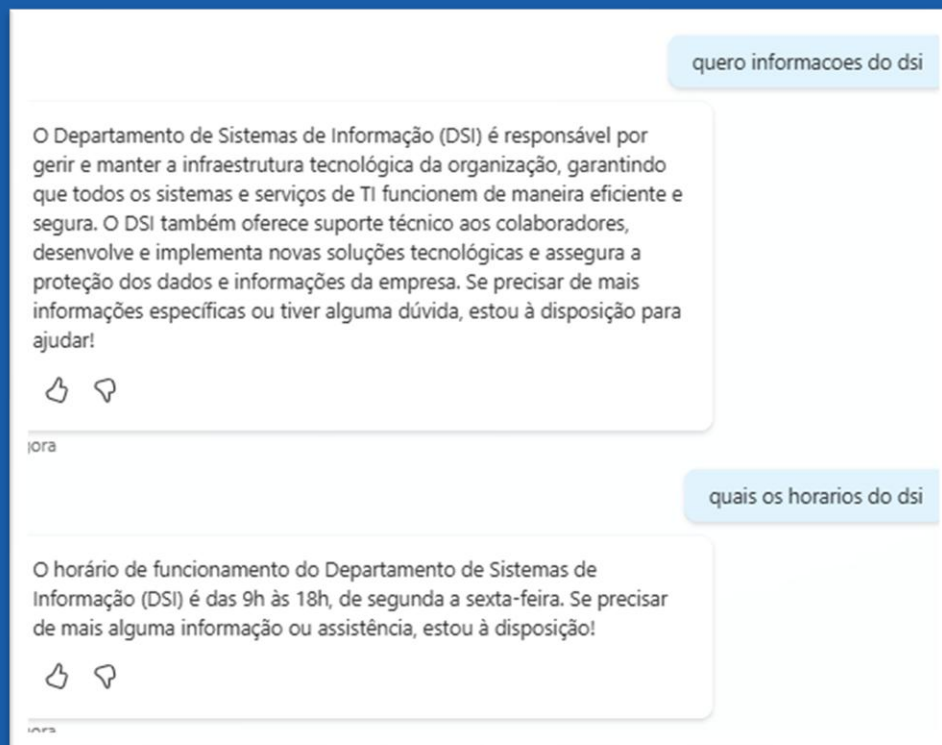 quero informacoes do dsi
O Departamento de Sistemas de Informação (DSI) é responsável por
gerir e manter a infraestrutura tecnológica da organização, garantindo
que todos os sistemas e serviços de TI funcionem de maneira eficiente e
segura. O DSI também oferece suporte técnico aos colaboradores,
desenvolve e implementa novas soluções tecnológicas e assegura a
proteção dos dados e informações da empresa. Se precisar de mais
informações específicas ou tiver alguma dúvida, estou à disposição para
ajudar!
quais os horarios do dsi
O horário de funcionamento do Departamento de Sistemas de
Informação (DSI) é das 9h às 18h, de segunda a sexta-feira. Se precisar
de mais alguma informação ou assistência, estou à disposição!